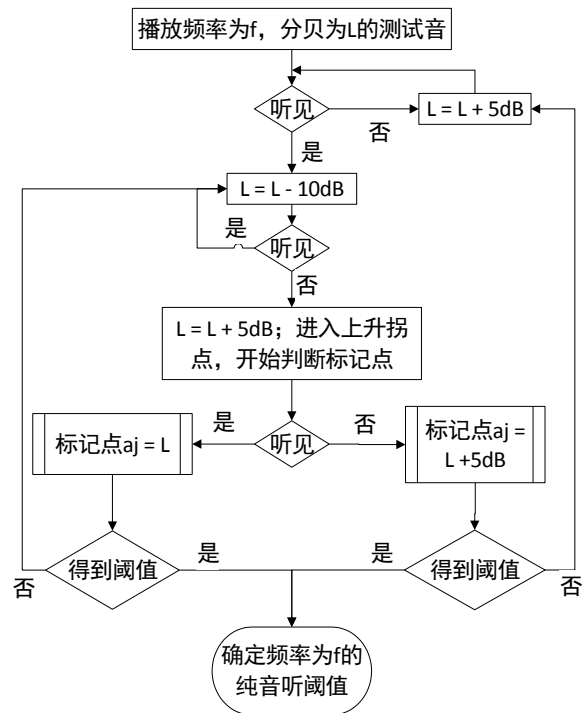 播放频率为f，分贝为L的测试音
听见
否
L = L + 5dB
是
L = L - 10dB
是
听见
否
L = L + 5dB；进入上升拐
点，开始判断标记点
标记点aj = L
是
听见
否
标记点aj =
L +5dB
否
得到阈值
是
是
得到阈值
否
确定频率为f的
纯音听阈值